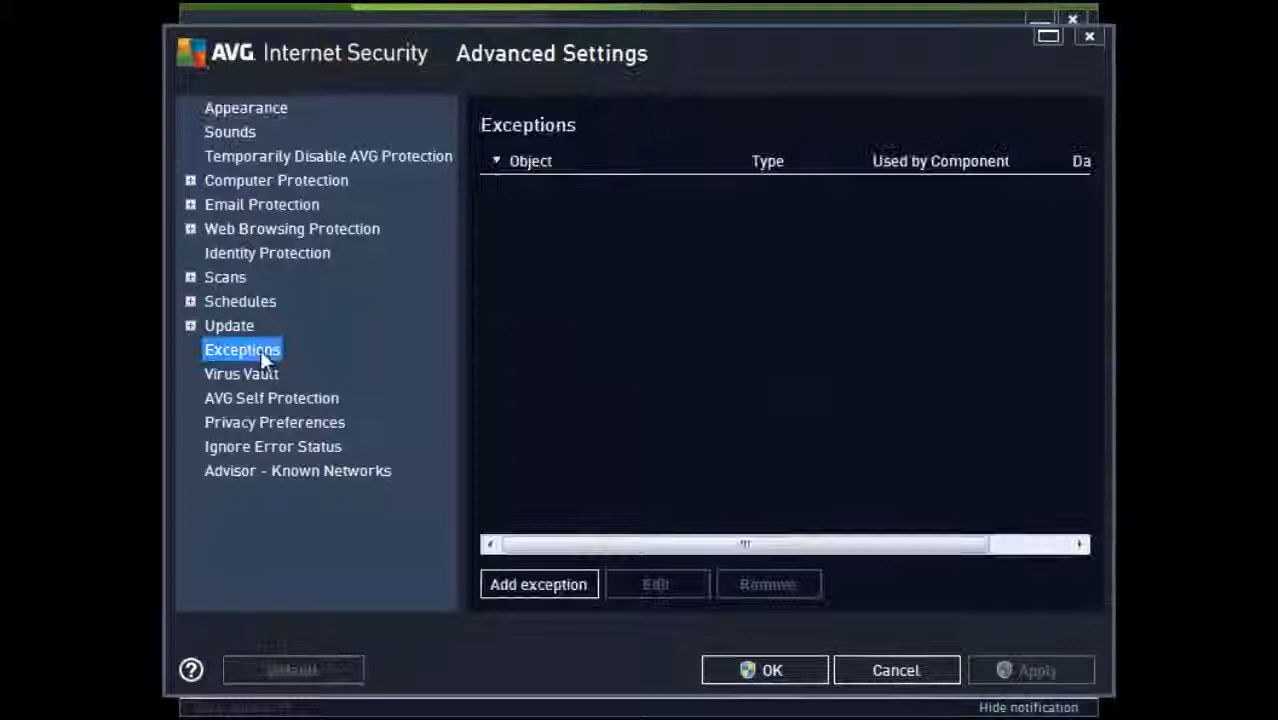 AVG Internet Security Advanced Settings
Appearance
Sounds
Temporarily Disable AVG Protection
Computer Protection
Email Protection
Web Browsing Protection
Identity Protection
Scans
Schedules
Update
Exceptions
Virus Vault
AVG Self Protection
Privacy Preferences
Ignore Error Status
Advisor - Known Networks
Exceptions
Object Type Used by Component Da
Add exception Edit Remove
? Default OK Cancel Apply
Hide notification